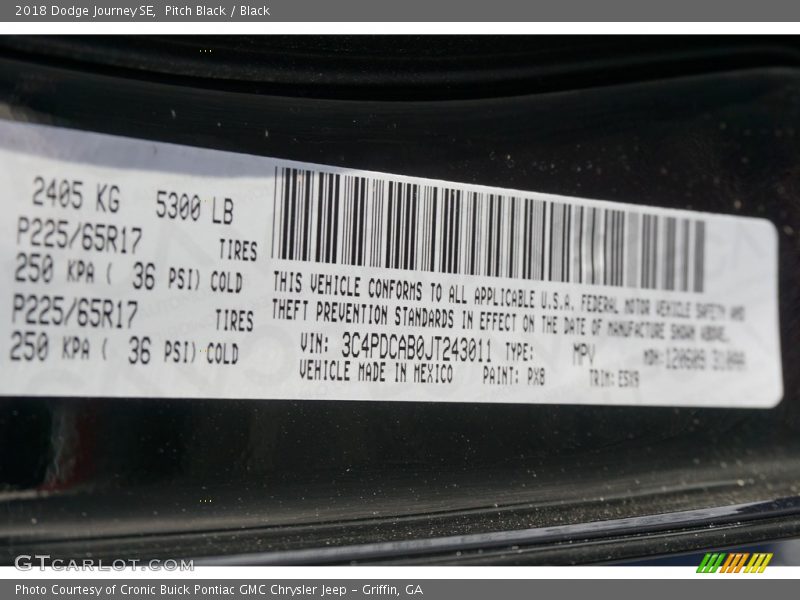 2018 Dodge Journey SE, Pitch Black / Black
2405 KG 5300 LB
P225/65R17 TIRES
250 KPA ( 36 PSI) COLD
P225/65R17 TIRES
250 KPA ( 36 PSI) COLD
THIS VEHICLE CONFORMS TO ALL APPLICABLE U.S.A. FEDERAL MOTOR VEHICLE SAFETY AND
THEFT PREVENTION STANDARDS IN EFFECT ON THE DATE OF MANUFACTURE SHOWN ABOVE.
VIN: 3C4PDCAB0JT243011 TYPE: MPV MDH:
VEHICLE MADE IN MEXICO PAINT: PX8 TRIM:
GTCARLOT.COM
Photo Courtesy of Cronic Buick Pontiac GMC Chrysler Jeep - Griffin, GA